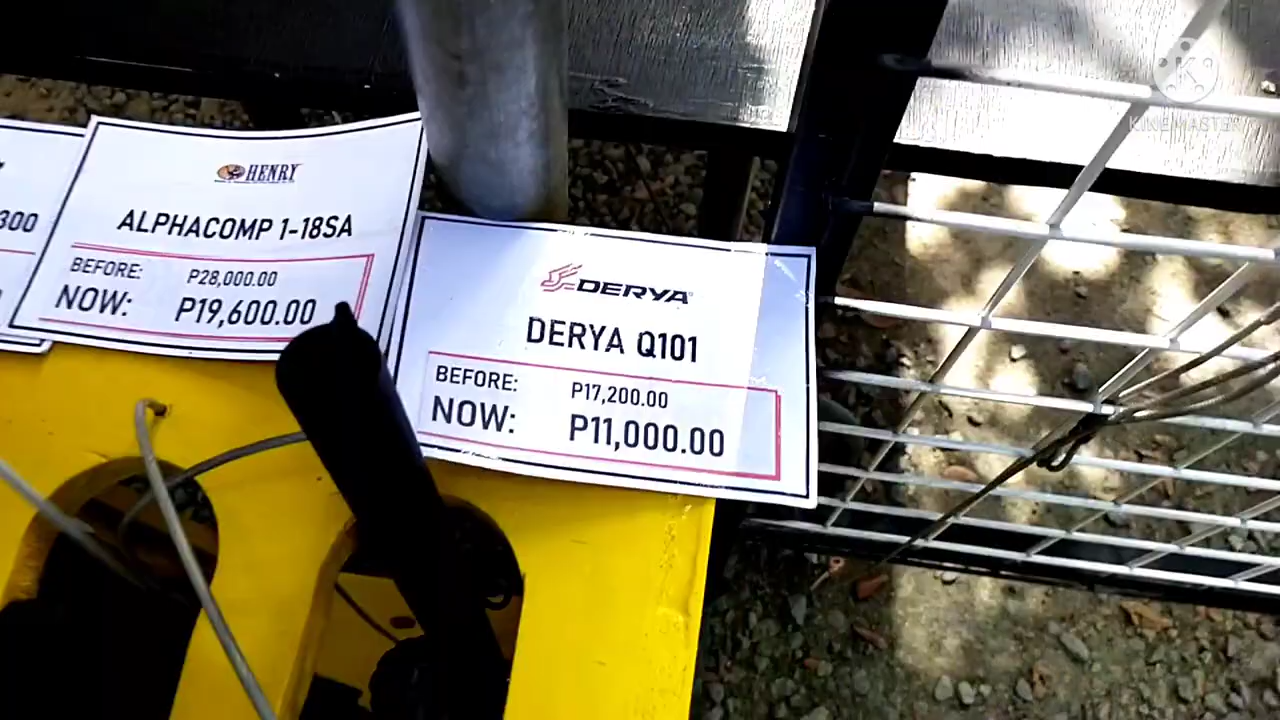 300
HENRY
ALPHACOMP 1-18SA
BEFORE: P28,000.00
NOW: P19,600.00
DERYA
DERYA Q101
BEFORE: P17,200.00
NOW: P11,000.00
K
KINEMASTER